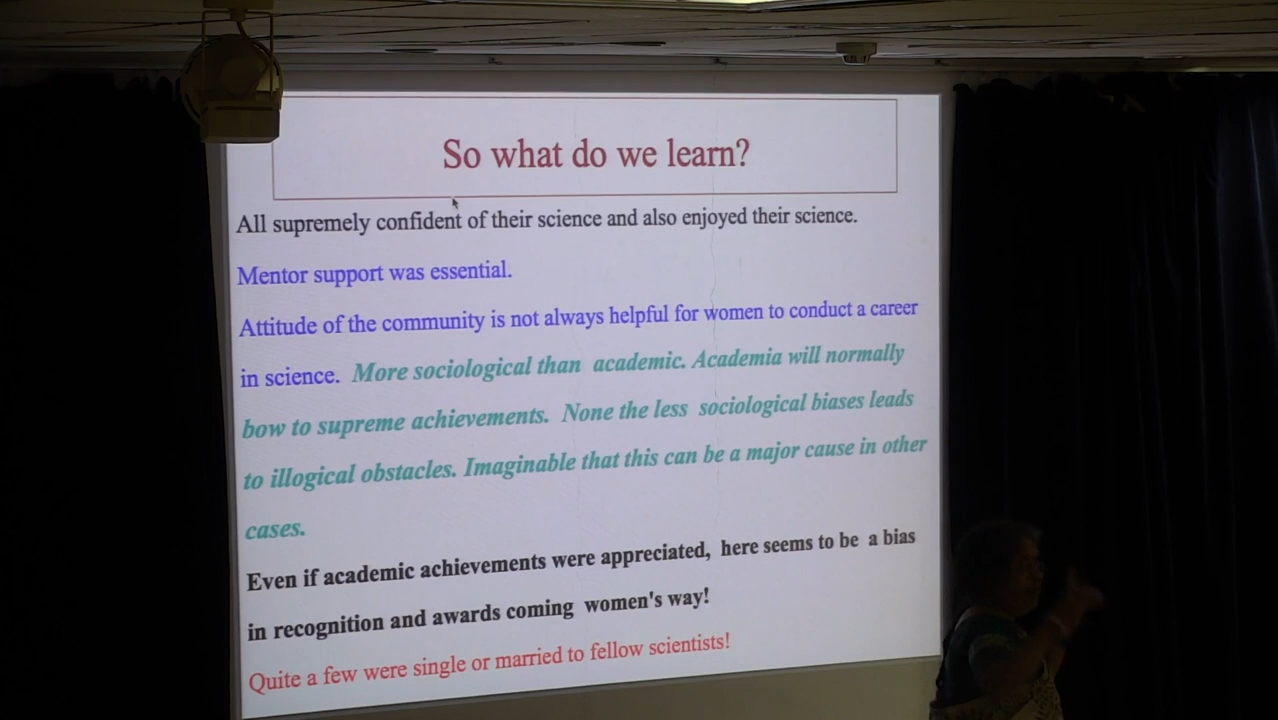 So what do we learn?
All supremely confident of their science and also enjoyed their science.
Mentor support was essential.
Attitude of the community is not always helpful for women to conduct a career
in science. More sociological than academic. Academia will normally
bow to supreme achievements. None the less sociological biases leads
to illogical obstacles. Imaginable that this can be a major cause in other
cases.
Even if academic achievements were appreciated, here seems to be a bias
in recognition and awards coming women's way!
Quite a few were single or married to fellow scientists!